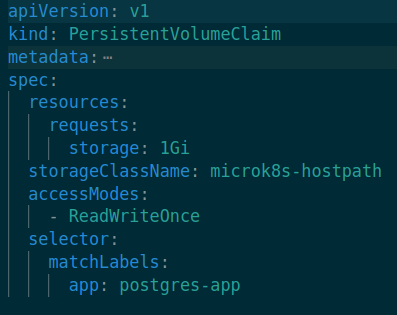 apiVersion: v1
kind: PersistentVolumeClaim
metadata:…
spec:
  resources:
    requests:
      storage: 1Gi
  storageClassName: microk8s-hostpath
  accessModes:
    - ReadWriteOnce
  selector:
    matchLabels:
      app: postgres-app